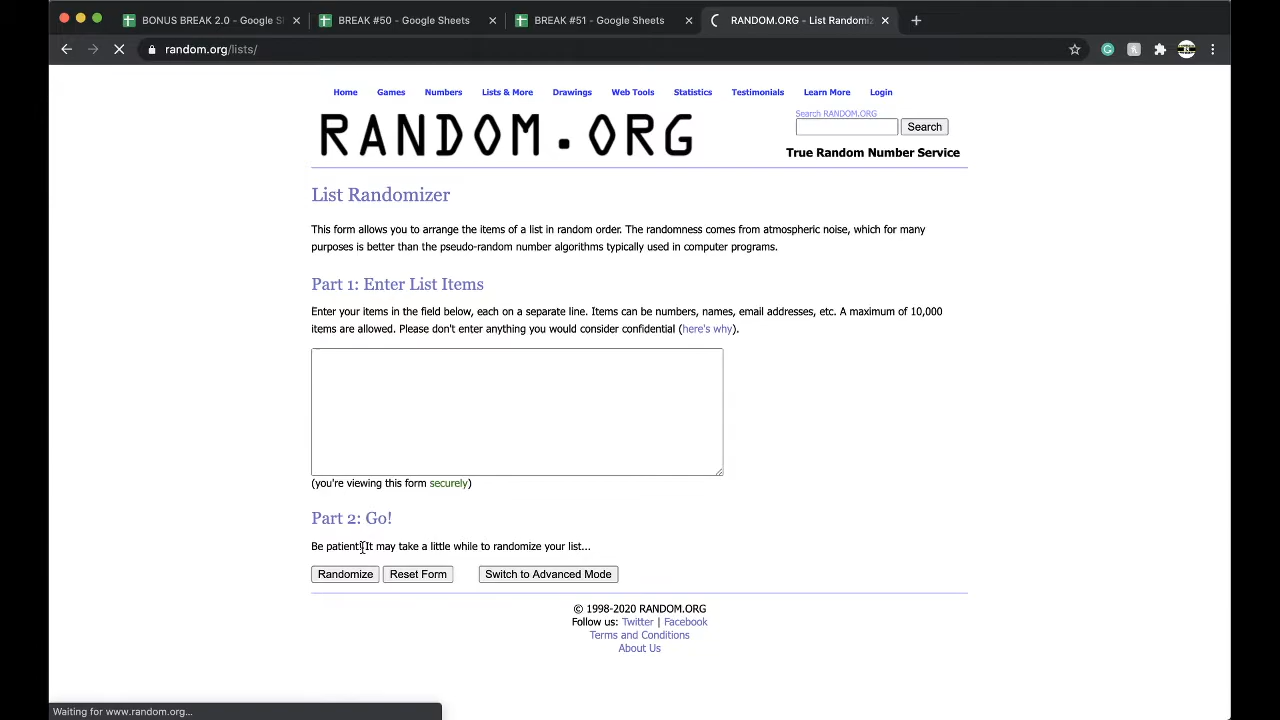 BONUS BREAK 2.0 - Google S
BREAK #50 - Google Sheets
BREAK #51 - Google Sheets
RANDOM.ORG - List Randomiz
random.org/lists/
Home Games Numbers Lists & More Drawings Web Tools Statistics Testimonials Learn More Login
RANDOM.ORG
Search RANDOM.ORG
Search
True Random Number Service
List Randomizer
This form allows you to arrange the items of a list in random order. The randomness comes from atmospheric noise, which for many
purposes is better than the pseudo-random number algorithms typically used in computer programs.
Part 1: Enter List Items
Enter your items in the field below, each on a separate line. Items can be numbers, names, email addresses, etc. A maximum of 10,000
items are allowed. Please don't enter anything you would consider confidential (here's why).
(you're viewing this form securely)
Part 2: Go!
Be patient! It may take a little while to randomize your list...
Randomize Reset Form Switch to Advanced Mode
© 1998-2020 RANDOM.ORG
Follow us: Twitter | Facebook
Terms and Conditions
About Us
Waiting for www.random.org...